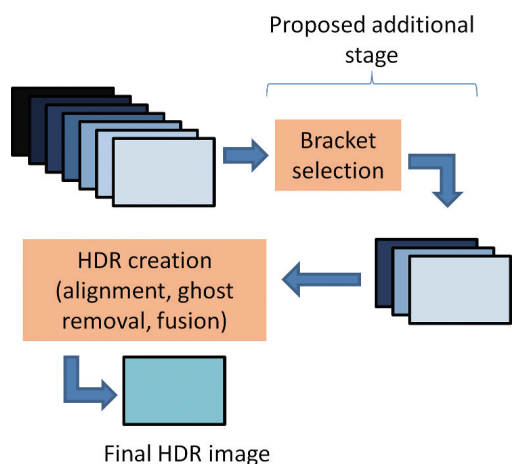 Proposed additional
stage
Bracket
selection
HDR creation
(alignment, ghost
removal, fusion)
Final HDR image